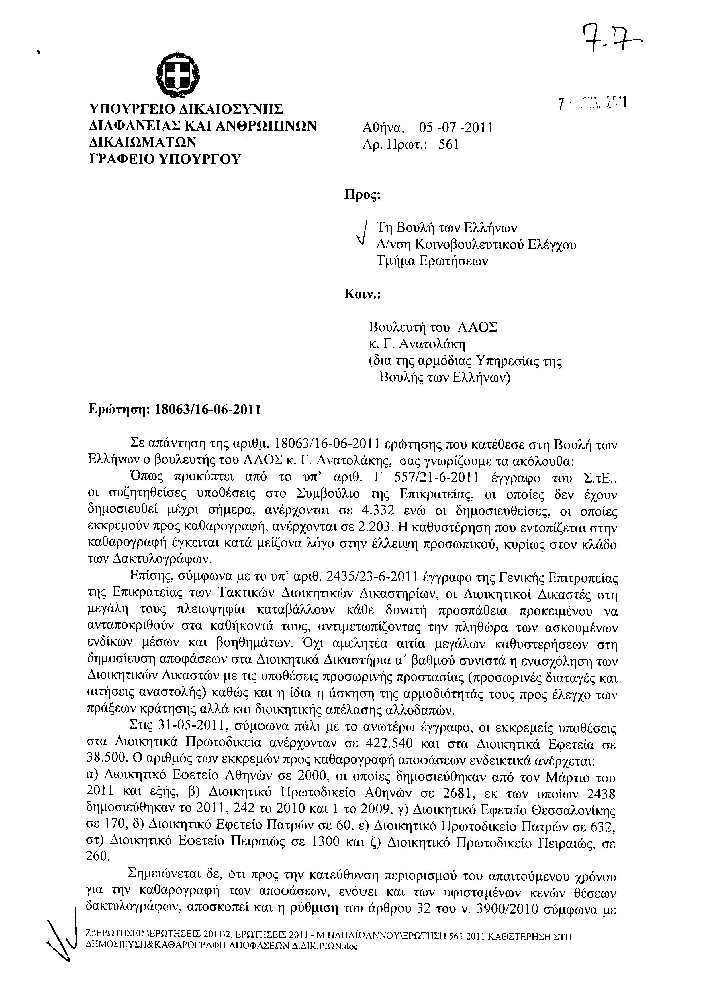 7.7
7 - ΙΟΥΛ. 2011
ΥΠΟΥΡΓΕΙΟ ΔΙΚΑΙΟΣΥΝΗΣ
ΔΙΑΦΑΝΕΙΑΣ ΚΑΙ ΑΝΘΡΩΠΙΝΩΝ
ΔΙΚΑΙΩΜΑΤΩΝ
ΓΡΑΦΕΙΟ ΥΠΟΥΡΓΟΥ
Αθήνα, 05 -07 -2011
Αρ. Πρωτ.: 561
Προς:
Τη Βουλή των Ελλήνων
Δ/νση Κοινοβουλευτικού Ελέγχου
Τμήμα Ερωτήσεων
Κοιν.:
Βουλευτή του ΛΑΟΣ
κ. Γ. Ανατολάκη
(δια της αρμόδιας Υπηρεσίας της
Βουλής των Ελλήνων)
Ερώτηση: 18063/16-06-2011
Σε απάντηση της αριθμ. 18063/16-06-2011 ερώτησης που κατέθεσε στη Βουλή των
Ελλήνων ο βουλευτής του ΛΑΟΣ κ. Γ. Ανατολάκης, σας γνωρίζουμε τα ακόλουθα:
Όπως προκύπτει από το υπ’ αριθ. Γ 557/21-6-2011 έγγραφο του Σ.τΕ.,
οι συζητηθείσες υποθέσεις στο Συμβούλιο της Επικρατείας, οι οποίες δεν έχουν
δημοσιευθεί μέχρι σήμερα, ανέρχονται σε 4.332 ενώ οι δημοσιευθείσες, οι οποίες
εκκρεμούν προς καθαρογραφή, ανέρχονται σε 2.203. Η καθυστέρηση που εντοπίζεται στην
καθαρογραφή έγκειται κατά μείζονα λόγο στην έλλειψη προσωπικού, κυρίως στον κλάδο
των Δακτυλογράφων.
Επίσης, σύμφωνα με το υπ’ αριθ. 2435/23-6-2011 έγγραφο της Γενικής Επιτροπείας
της Επικρατείας των Τακτικών Διοικητικών Δικαστηρίων, οι Διοικητικοί Δικαστές στη
μεγάλη τους πλειοψηφία καταβάλλουν κάθε δυνατή προσπάθεια προκειμένου να
ανταποκριθούν στα καθήκοντά τους, αντιμετωπίζοντας την πληθώρα των ασκουμένων
ενδίκων μέσων και βοηθημάτων. Όχι αμελητέα αιτία μεγάλων καθυστερήσεων στη
δημοσίευση αποφάσεων στα Διοικητικά Δικαστήρια α΄ βαθμού συνιστά η ενασχόληση των
Διοικητικών Δικαστών με τις υποθέσεις προσωρινής προστασίας (προσωρινές διαταγές και
αιτήσεις αναστολής) καθώς και η ίδια η άσκηση της αρμοδιότητάς τους προς έλεγχο των
πράξεων κράτησης αλλά και διοικητικής απέλασης αλλοδαπών.
Στις 31-05-2011, σύμφωνα πάλι με το ανωτέρω έγγραφο, οι εκκρεμείς υποθέσεις
στα Διοικητικά Πρωτοδικεία ανέρχονταν σε 422.540 και στα Διοικητικά Εφετεία σε
38.500. Ο αριθμός των εκκρεμών προς καθαρογραφή αποφάσεων ενδεικτικά ανέρχεται:
α) Διοικητικό Εφετείο Αθηνών σε 2000, οι οποίες δημοσιεύθηκαν από τον Μάρτιο του
2011 και εξής, β) Διοικητικό Πρωτοδικείο Αθηνών σε 2681, εκ των οποίων 2438
δημοσιεύθηκαν το 2011, 242 το 2010 και 1 το 2009, γ) Διοικητικό Εφετείο Θεσσαλονίκης
σε 170, δ) Διοικητικό Εφετείο Πατρών σε 60, ε) Διοικητικό Πρωτοδικείο Πατρών σε 632,
στ) Διοικητικό Εφετείο Πειραιώς σε 1300 και ζ) Διοικητικό Πρωτοδικείο Πειραιώς, σε
260.
Σημειώνεται δε, ότι προς την κατεύθυνση περιορισμού του απαιτούμενου χρόνου
για την καθαρογραφή των αποφάσεων, ενόψει και των υφισταμένων κενών θέσεων
δακτυλογράφων, αποσκοπεί και η ρύθμιση του άρθρου 32 του ν. 3900/2010 σύμφωνα με
Z:\ΕΡΩΤΗΣΕΙΣ\ΕΡΩΤΗΣΕΙΣ 2011\2. ΕΡΩΤΗΣΕΙΣ 2011 - Μ.ΠΑΠΑΪΩΑΝΝΟΥ\ΕΡΩΤΗΣΗ 561 2011 ΚΑΘΣΤΕΡΗΣΗ ΣΤΗ
ΔΗΜΟΣΙΕΥΣΗ&ΚΑΘΑΡΟΓΡΑΦΗ ΑΠΟΦΑΣΕΩΝ Δ.ΔΙΚ.ΡΙΩΝ.doc